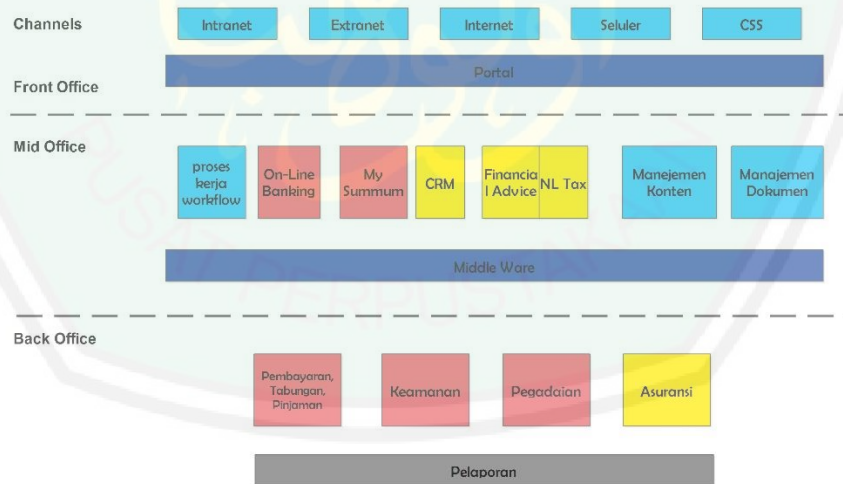 Channels
Intranet
Extranet
Internet
Seluler
CSS
Portal
Front Office
Mid Office
proses
kerja
workflow
On-Line
Banking
My
Summum
CRM
Financia
l Advice
NL Tax
Manejemen
Konten
Manajemen
Dokumen
Middle Ware
PUSAT PERPUSTAKAAN
Back Office
Pembayaran,
Tabungan,
Pinjaman
Keamanan
Pegadaian
Asuransi
Pelaporan